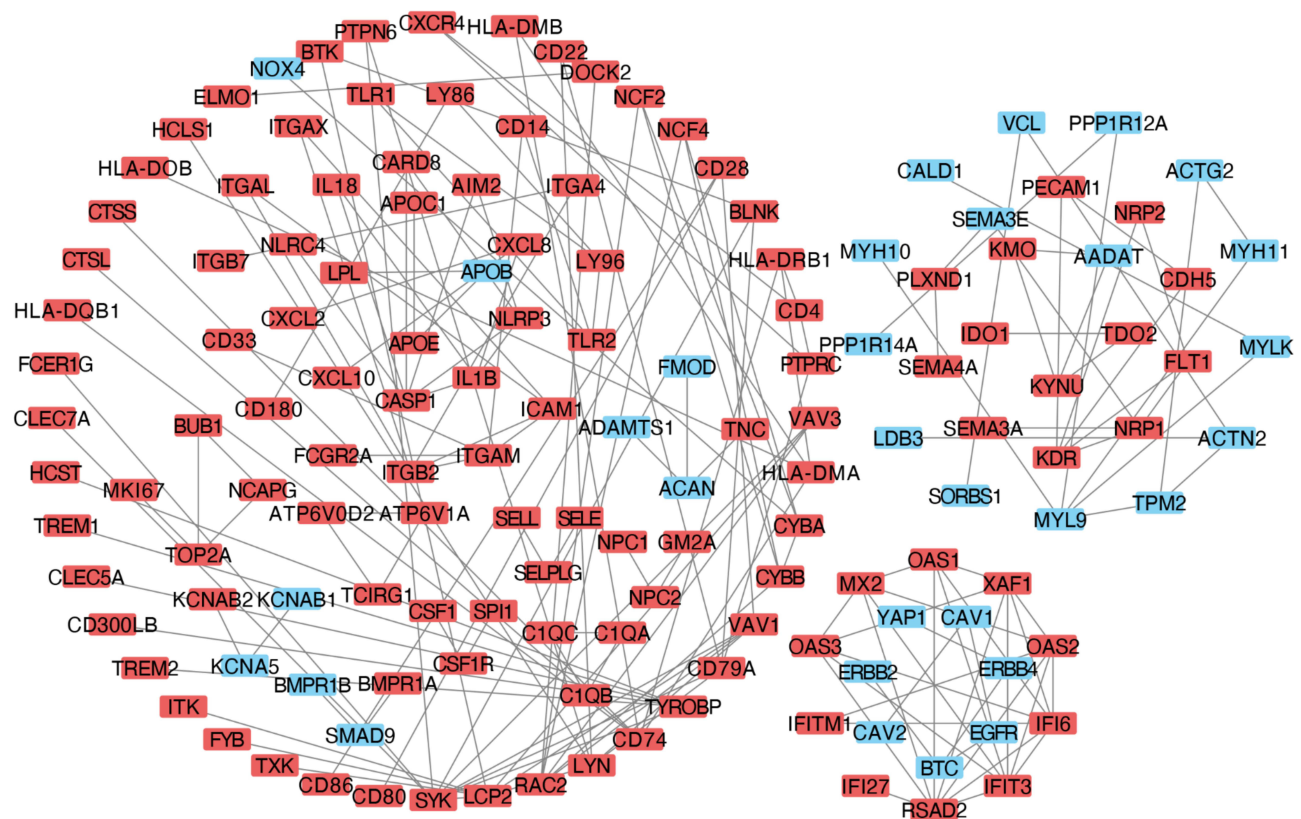 CXCR4
HLA-DMB
PTPN6
BTK
CD22
NOX4
DOCK2
ELMO1
TLR1
LY86
NCF2
HCLS1
ITGAX
CD14
NCF4
HLA-DOB
CARD8
CD28
ITGAL
IL18
AIM2
ITGA4
APOC1
CTSS
BLNK
NLRC4
CXCL8
CTSL
ITGB7
LPL
APOB
LY96
HLA-DRB1
HLA-DQB1
CXCL2
NLRP3
CD4
CD33
APOE
TLR2
FCER1G
CXCL10
IL1B
FMOD
PTPRC
CLEC7A
BUB1
CD180
CASP1
ICAM1
ADAMTS1
TNC
VAV3
HCST
FCGR2A
ITGB2
ITGAM
HLA-DMA
MKI67
NCAPG
ACAN
TREM1
ATP6V0D2
ATP6V1A
SELL
SELE
CYBA
TOP2A
NPC1
GM2A
CLEC5A
SELPLG
CYBB
KCNAB2
KCNAB1
TCIRG1
CSF1
SPI1
NPC2
CD300LB
C1QC
C1QA
VAV1
TREM2
KCNA5
BMPR1B
BMPR1A
CSF1R
CD79A
ITK
C1QB
TYROBP
FYB
SMAD9
CD74
TXK
LYN
CD86
CD80
SYK
LCP2
RAC2
VCL
PPP1R12A
CALD1
PECAM1
ACTG2
SEMA3E
NRP2
MYH10
KMO
AADAT
MYH11
PLXND1
CDH5
IDO1
TDO2
PPP1R14A
SEMA4A
KYNU
FLT1
MYLK
LDB3
SEMA3A
NRP1
ACTN2
KDR
SORBS1
MYL9
TPM2
OAS1
MX2
XAF1
YAP1
CAV1
OAS3
OAS2
ERBB2
ERBB4
IFITM1
CAV2
EGFR
IFI6
BTC
IFI27
IFIT3
RSAD2